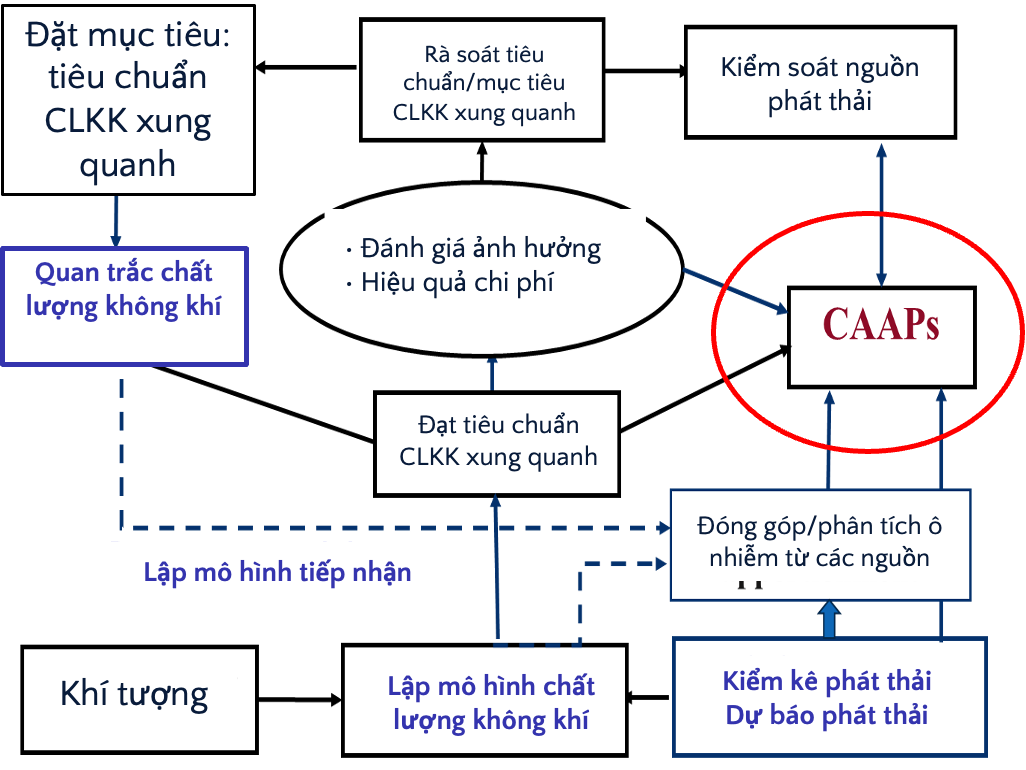 Đặt mục tiêu:
tiêu chuẩn
CLKK xung
quanh
Rà soát tiêu
chuẩn/mục tiêu
CLKK xung quanh
Kiểm soát nguồn
phát thải
Quan trắc chất
lượng không khí
• Đánh giá ảnh hưởng
• Hiệu quả chi phí
CAAPs
Đạt tiêu chuẩn
CLKK xung quanh
Đóng góp/phân tích ô
nhiễm từ các nguồn
Lập mô hình tiếp nhận
Khí tượng
Lập mô hình chất
lượng không khí
Kiểm kê phát thải
Dự báo phát thải